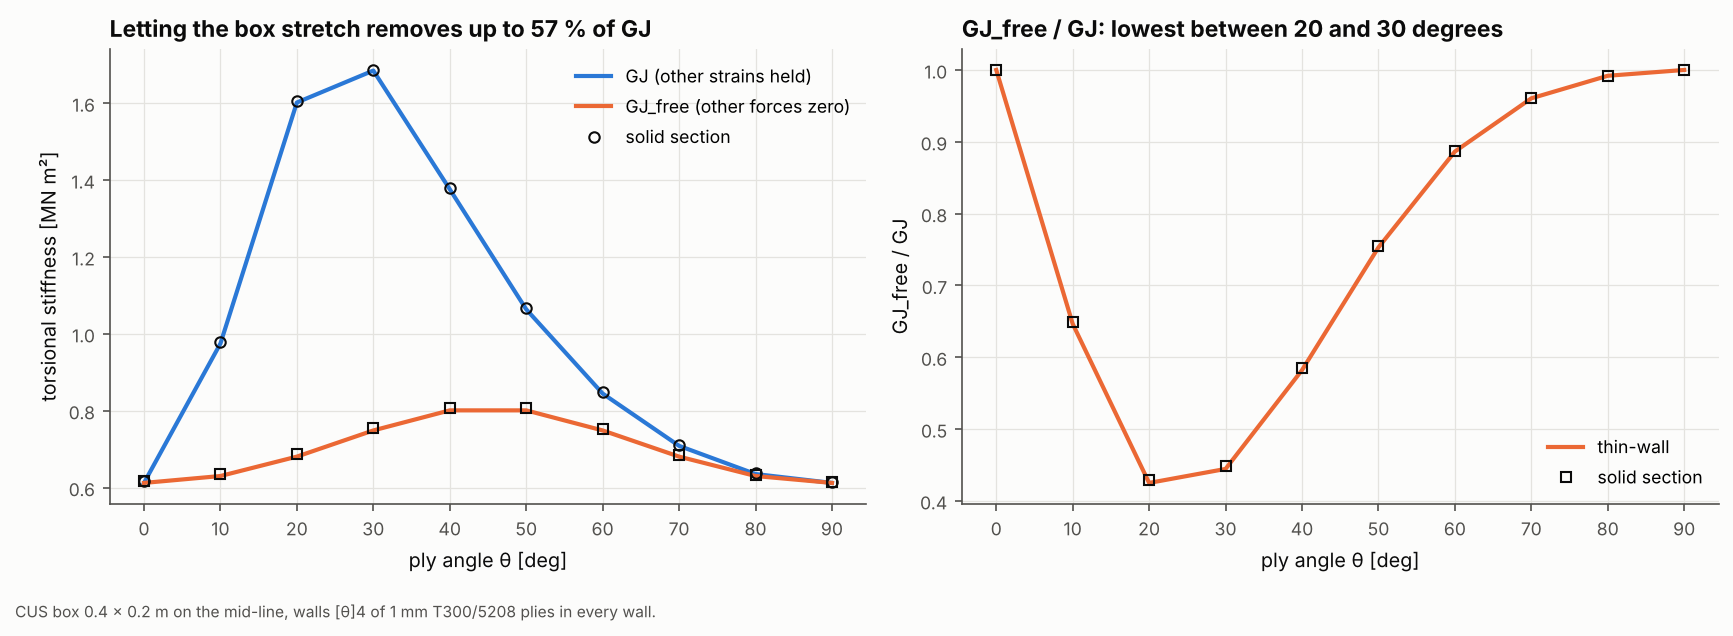 Letting the box stretch removes up to 57 % of GJ
torsional stiffness [MN m²]
1.6
1.4
1.2
1.0
0.8
0.6
GJ (other strains held)
GJ_free (other forces zero)
solid section
0 10 20 30 40 50 60 70 80 90
ply angle θ [deg]
GJ_free / GJ: lowest between 20 and 30 degrees
GJ_free / GJ
1.0
0.9
0.8
0.7
0.6
0.5
0.4
thin-wall
solid section
0 10 20 30 40 50 60 70 80 90
ply angle θ [deg]
CUS box 0.4 × 0.2 m on the mid-line, walls [θ]4 of 1 mm T300/5208 plies in every wall.